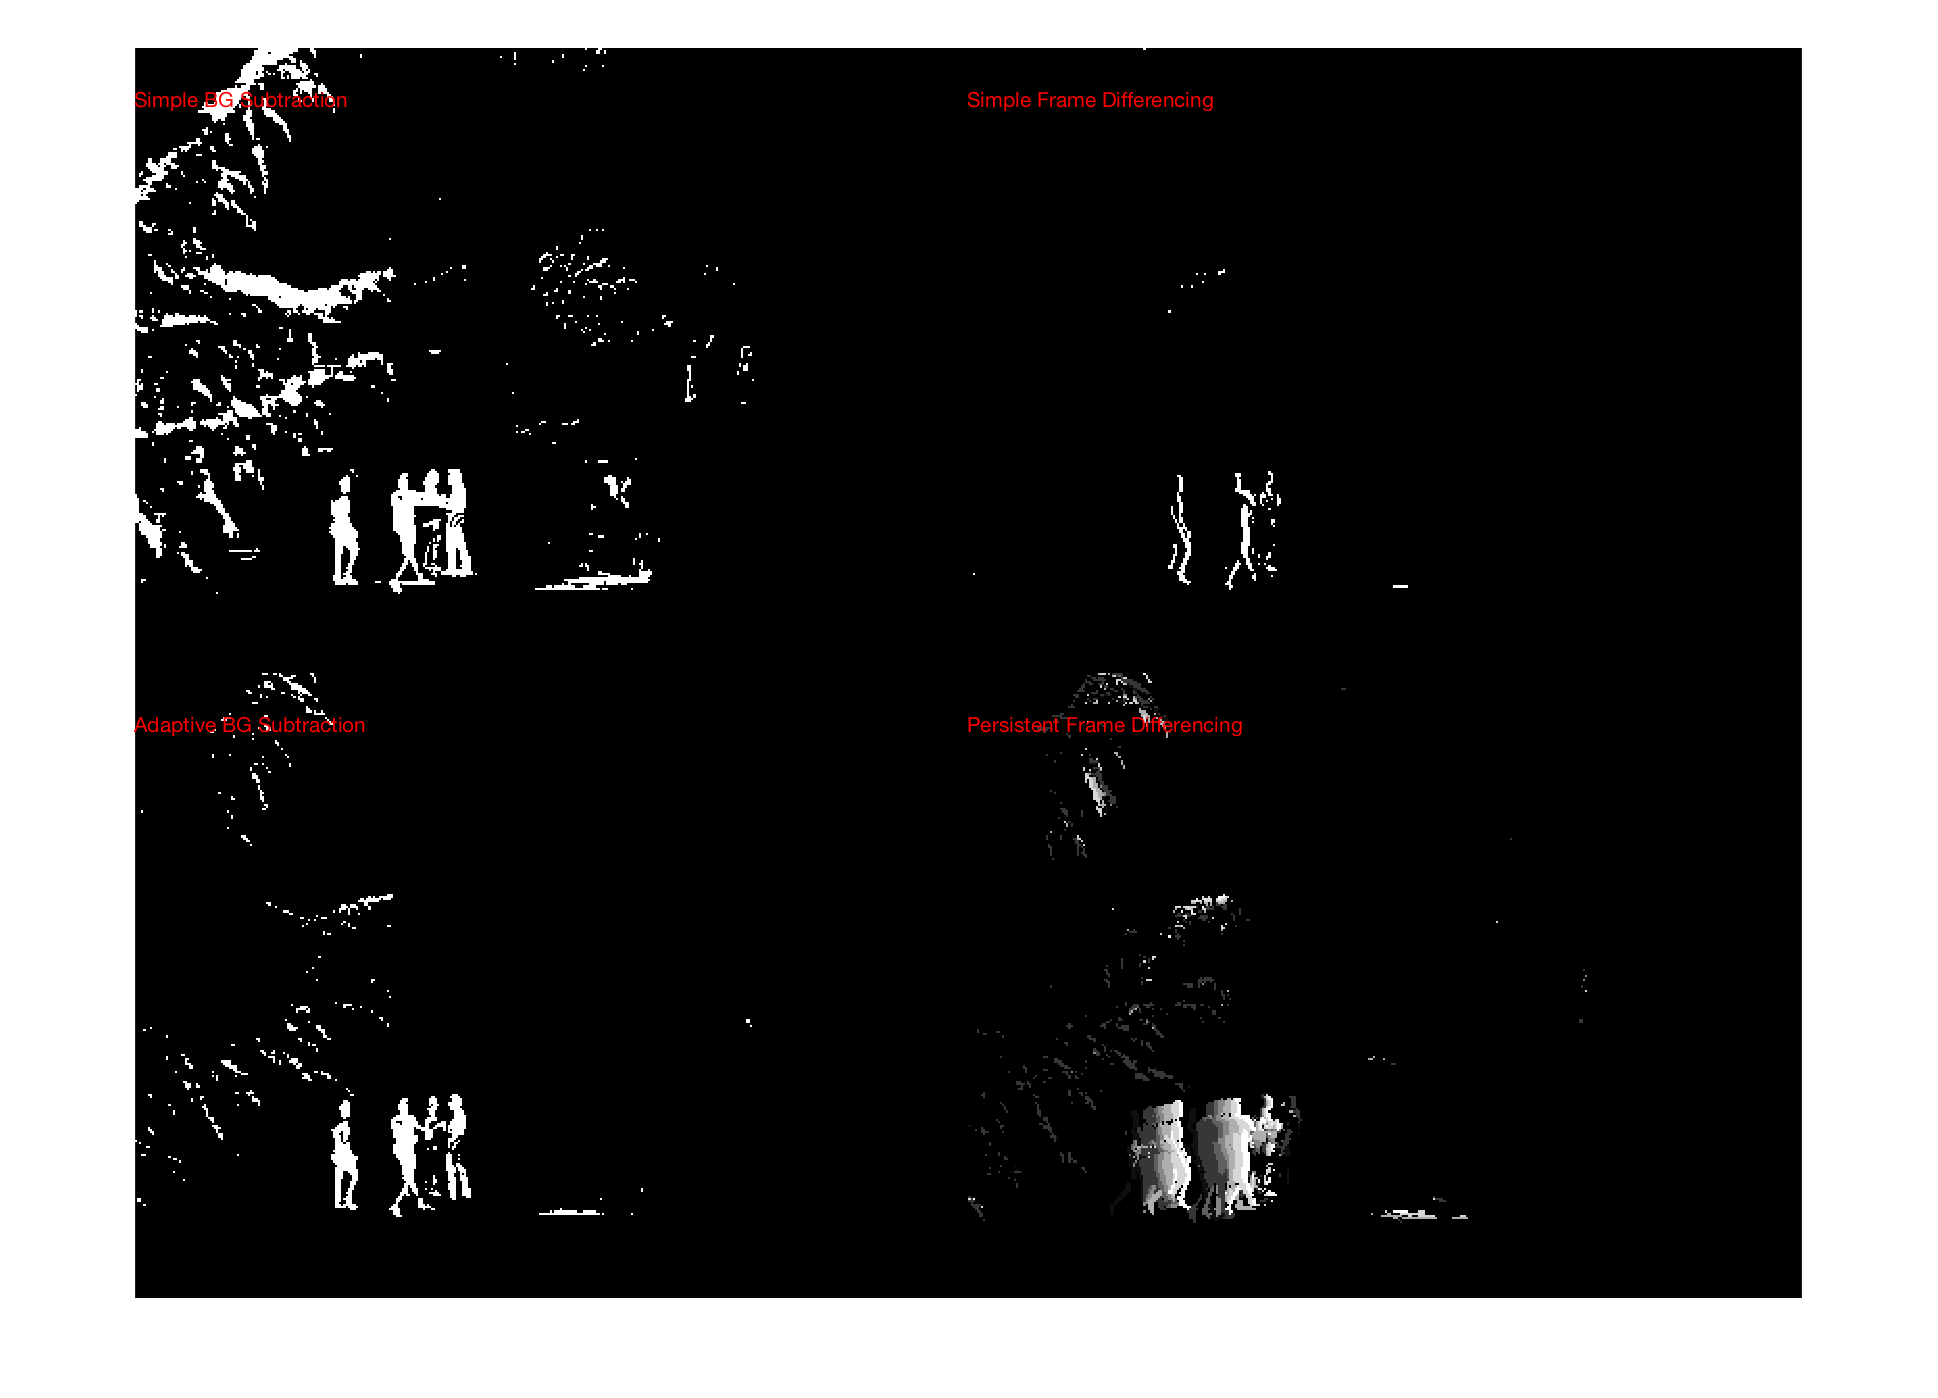 Simple BG Subtraction
Simple Frame Differencing
Adaptive BG Subtraction
Persistent Frame Differencing